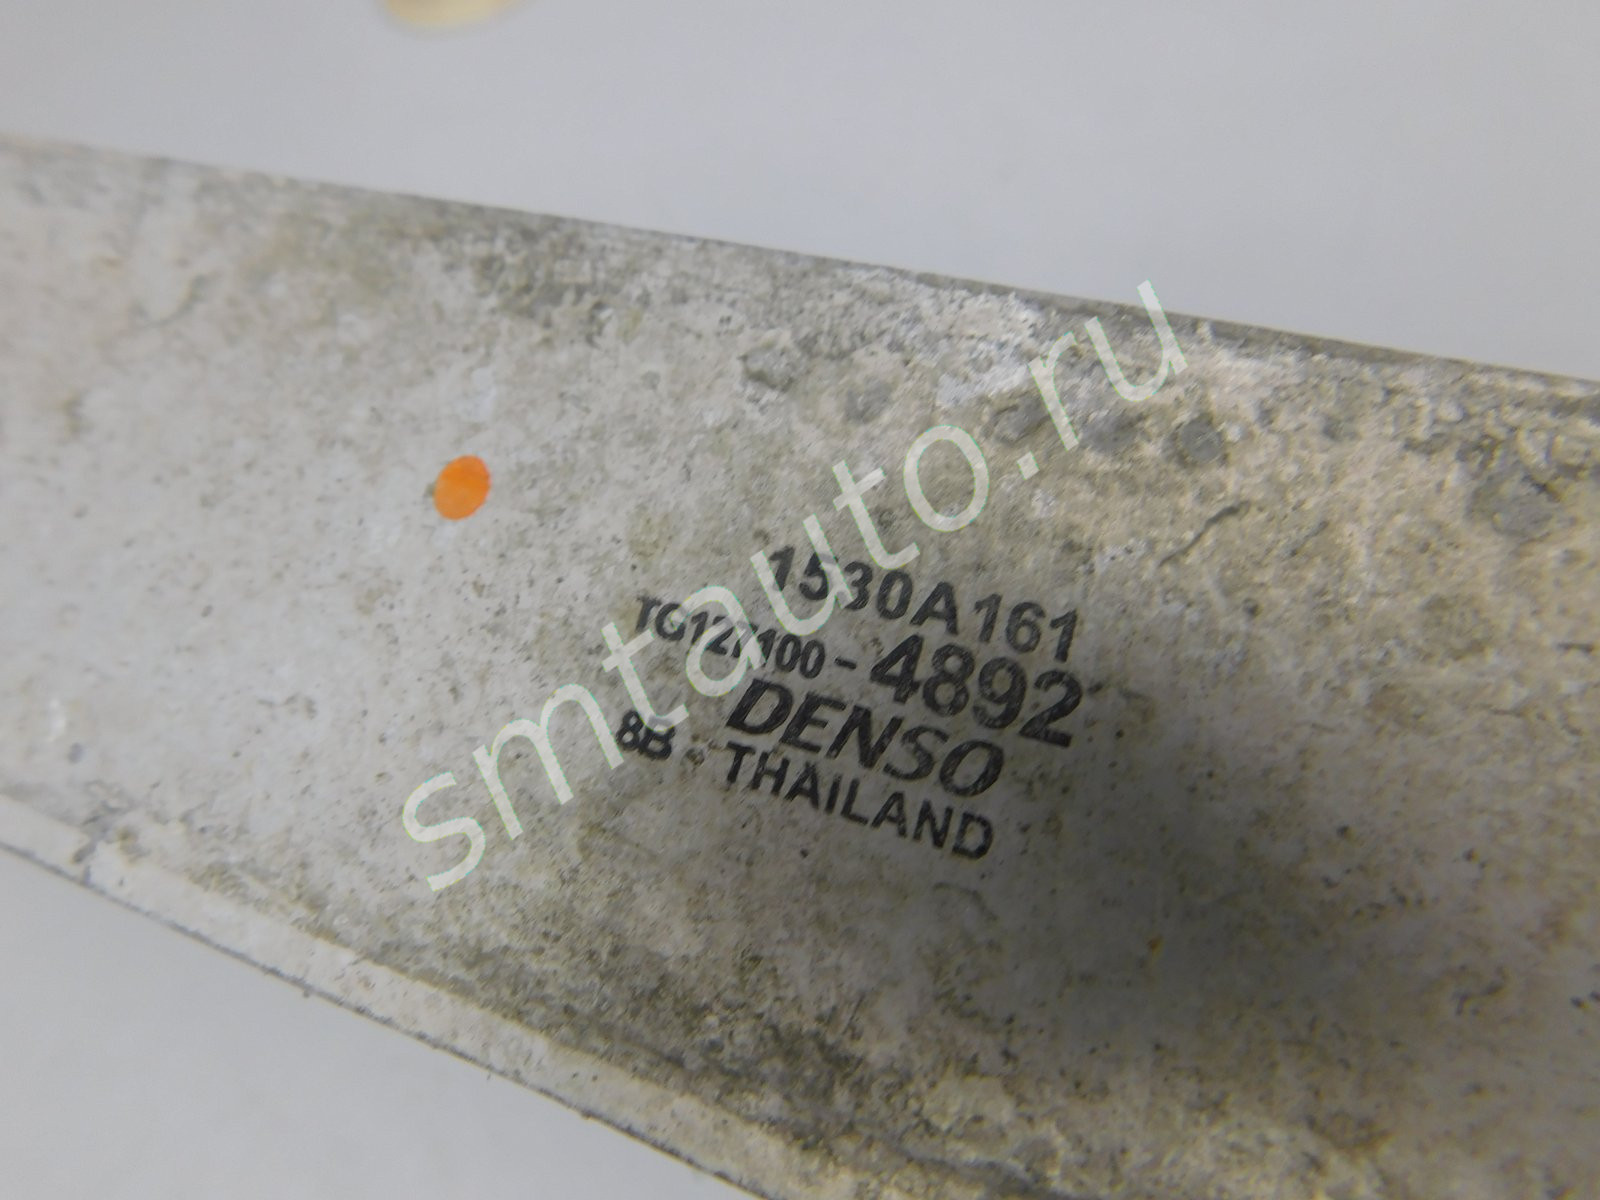 1530A161
TG127100-4892
DENSO
8B - THAILAND
smtauto.ru